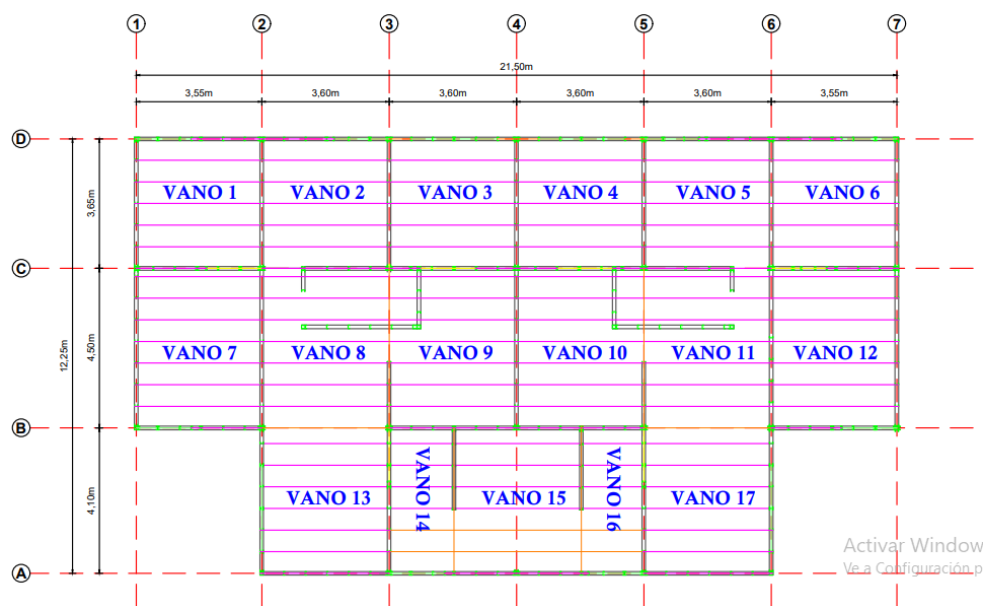 1 2 3 4 5 6 7
21,50m
3,55m 3,60m 3,60m 3,60m 3,60m 3,55m
D
VANO 1 VANO 2 VANO 3 VANO 4 VANO 5 VANO 6
3,65m
C
12,25m
4,50m
VANO 7 VANO 8 VANO 9 VANO 10 VANO 11 VANO 12
B
4,10m
VANO 13 VANO 14 VANO 15 VANO 16 VANO 17
A
Activar Window
Ve a Configuración p